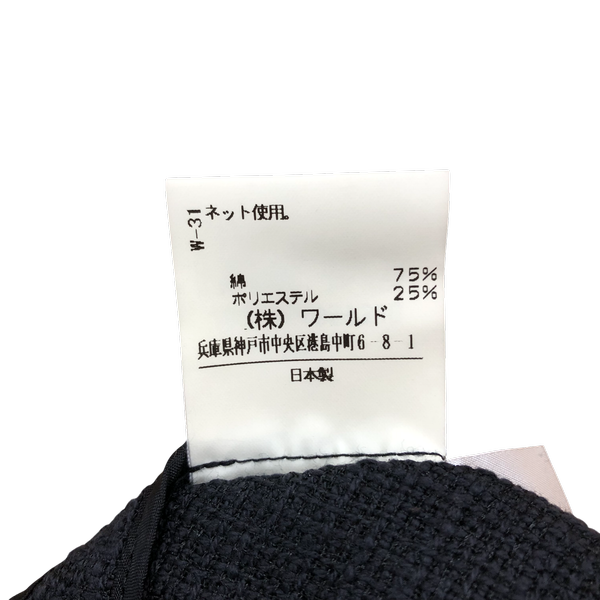 W-31
ネット使用。
綿 75%
ポリエステル 25%
(株)ワールド
兵庫県神戸市中央区港島中町6-8-1
日本製